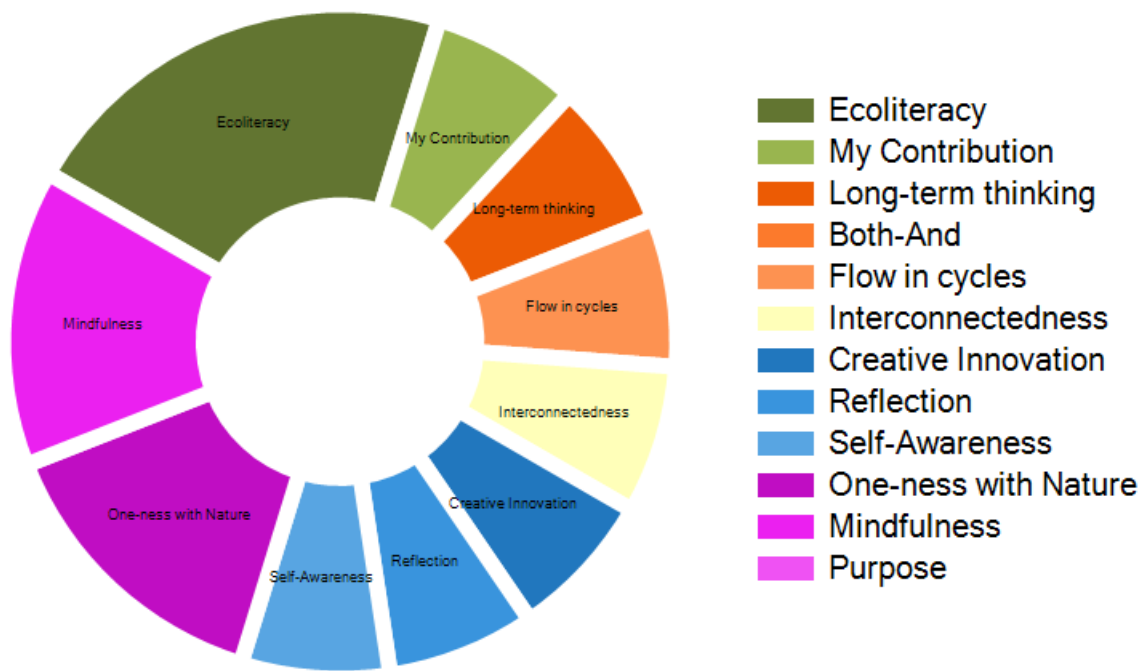 Ecoliteracy
My Contribution
Long-term thinking
Flow in cycles
Interconnectedness
Creative Innovation
Reflection
Self-Awareness
One-ness with Nature
Mindfulness
Ecoliteracy
My Contribution
Long-term thinking
Both-And
Flow in cycles
Interconnectedness
Creative Innovation
Reflection
Self-Awareness
One-ness with Nature
Mindfulness
Purpose